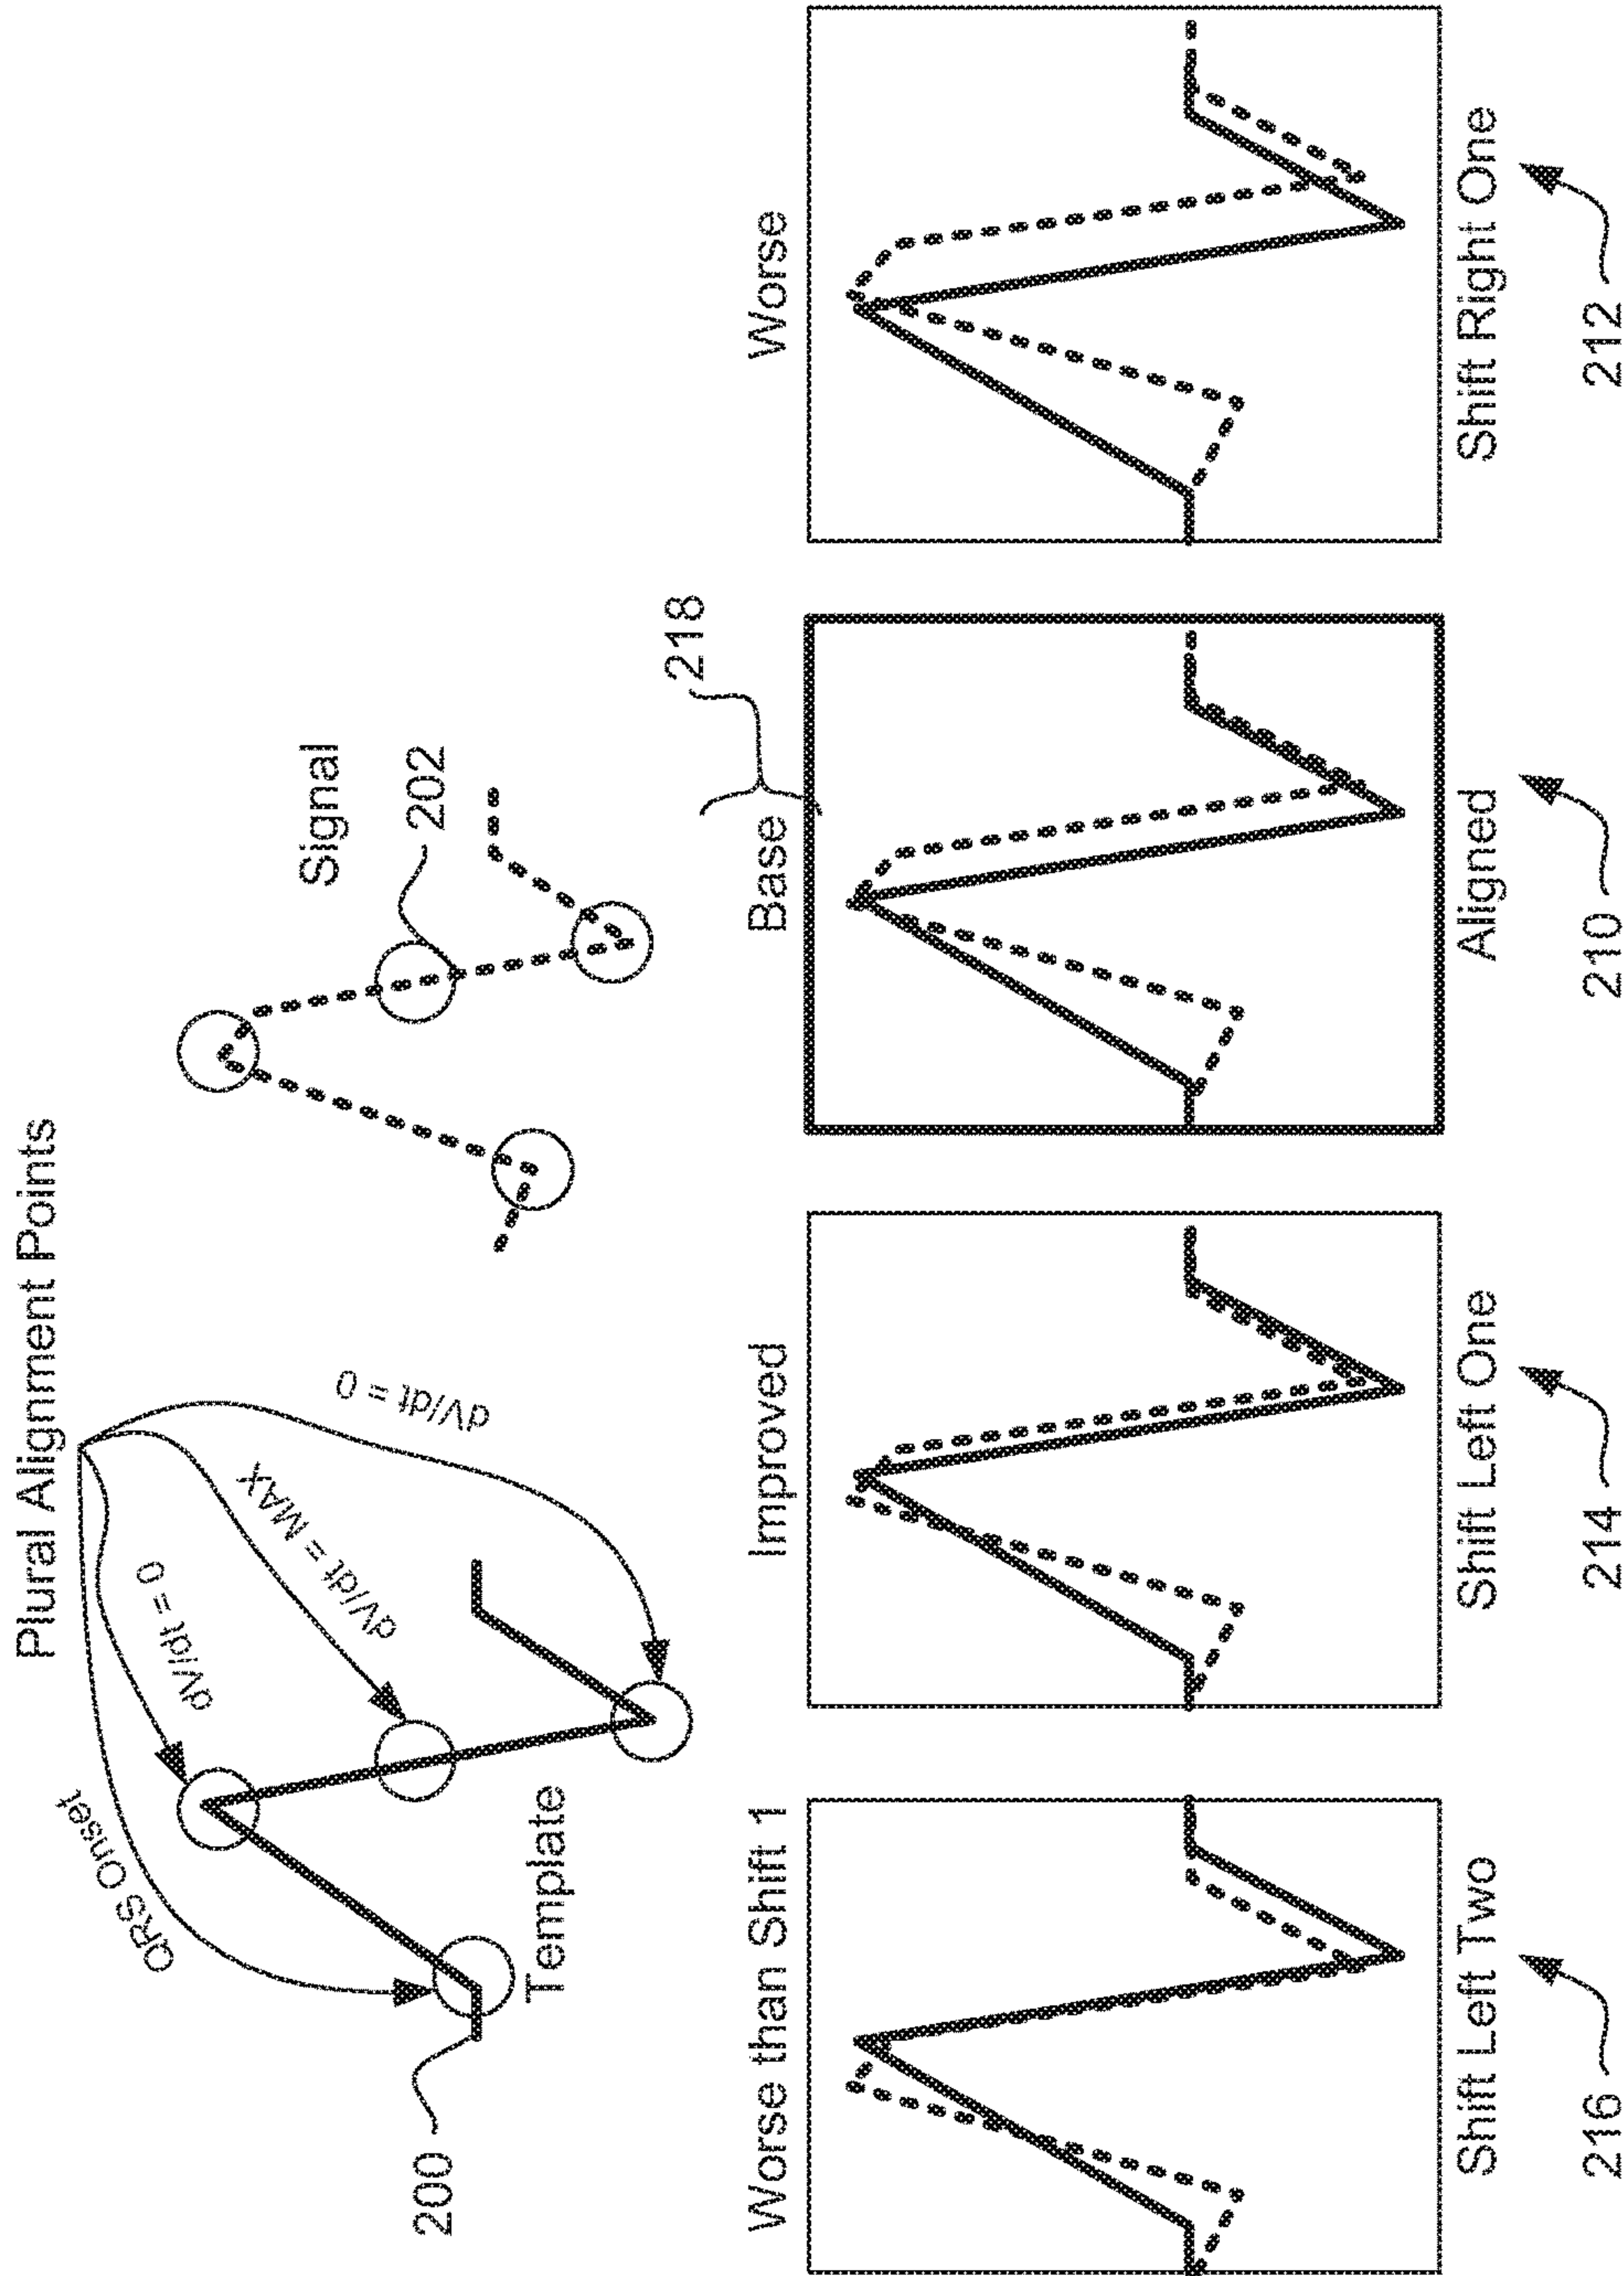 Plural Alignment Points
QRS Onset
dV/dt = 0
dV/dt = MAX
dV/dt = 0
Signal
202
200
Template
218
Worse than Shift 1
Improved
Base
Worse
Shift Left Two
Shift Left One
Aligned
Shift Right One
216
214
210
212